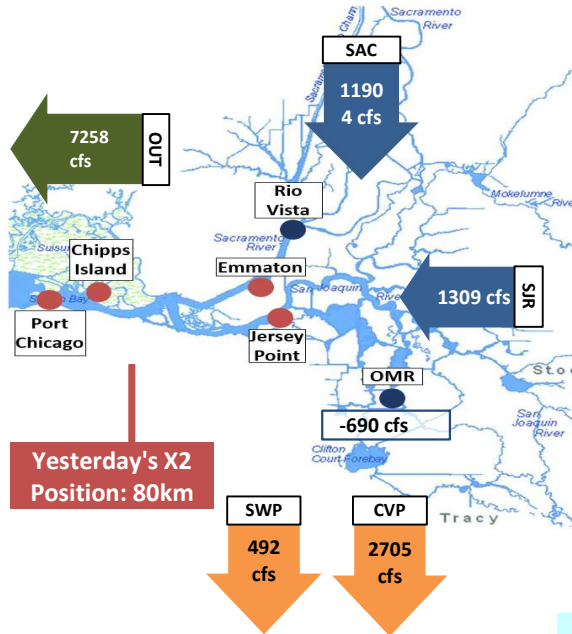 Sacramento
River
SAC
1190
4 cfs
7258
cfs
OUT
Mokelumne
Rio
Vista
Sacramento
River
Chipps
Island
Emmaton
San Joaquin
River
1309 cfs
SJR
Port
Chicago
Jersey
Point
OMR
-690 cfs
San
Joaquin
River
Clifton
Court Forebay
Yesterday's X2
Position: 80km
Tracy
SWP
CVP
492
cfs
2705
cfs